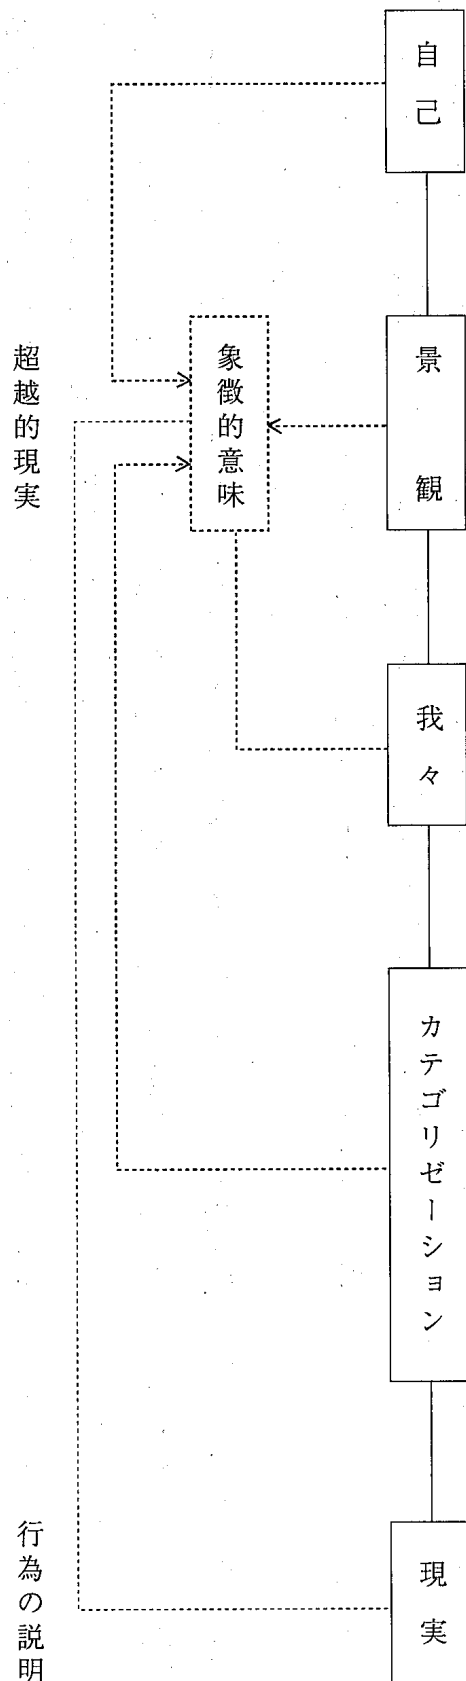 自己
景観
我々
カテゴリゼーション
現実
象徴的意味
超越的現実
行為の説明